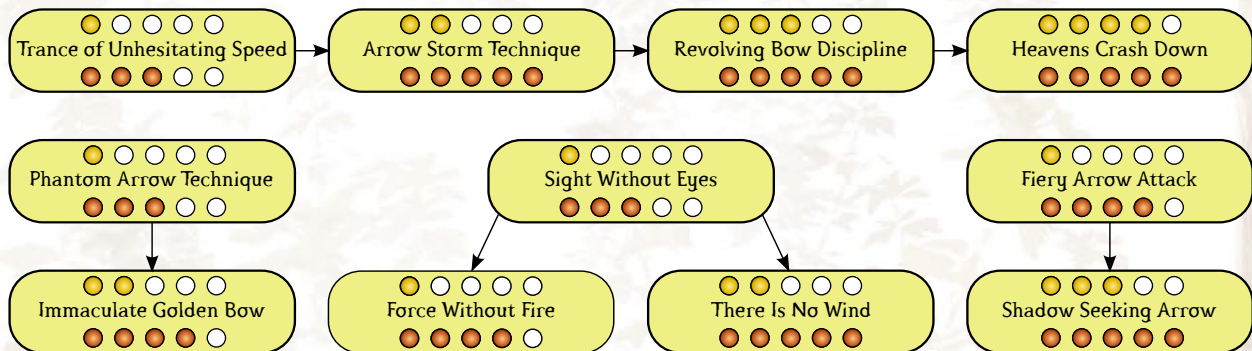 Trance of Unhesitating Speed
Arrow Storm Technique
Revolving Bow Discipline
Heavens Crash Down
Phantom Arrow Technique
Sight Without Eyes
Fiery Arrow Attack
Immaculate Golden Bow
Force Without Fire
There Is No Wind
Shadow Seeking Arrow